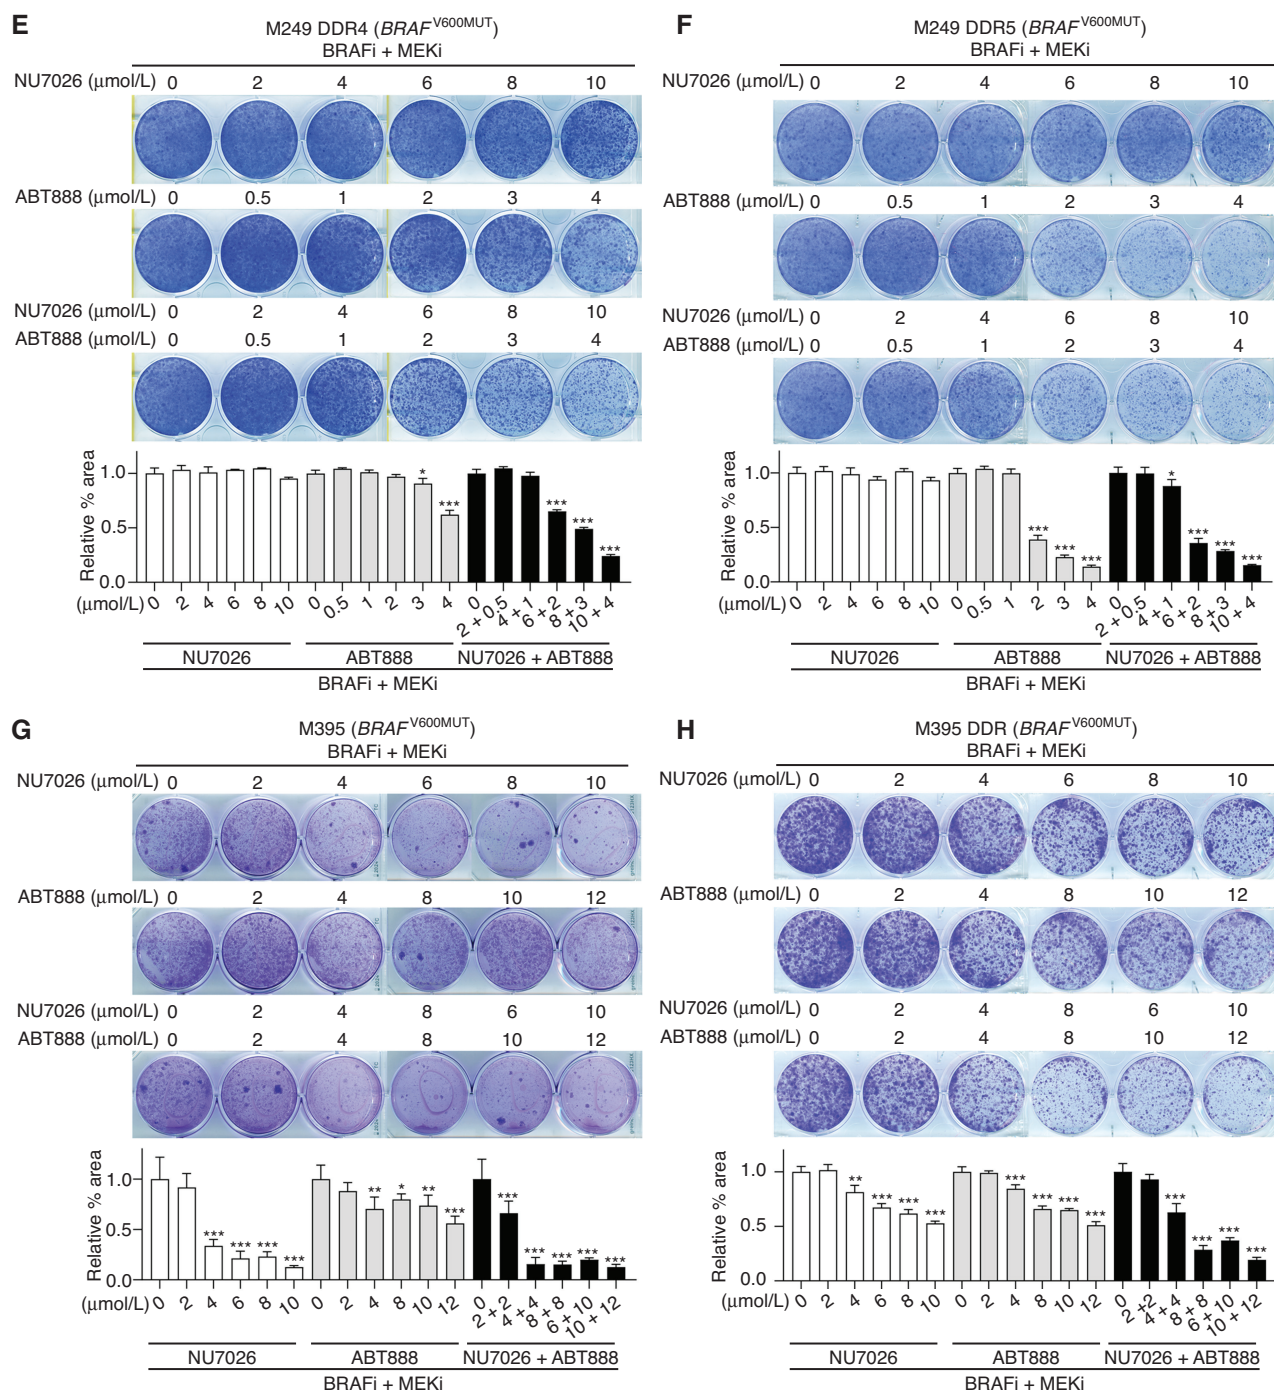 E
M249 DDR4 (BRAF V600MUT)
BRAFi + MEKi
NU7026 (μmol/L) 0 2 4 6 8 10
ABT888 (μmol/L) 0 0.5 1 2 3 4
NU7026 (μmol/L) 0 2 4 6 8 10
ABT888 (μmol/L) 0 0.5 1 2 3 4
Relative % area
1.0
0.5
0.0
* *** *** *** ***
(μmol/L) 0 2 4 6 8 10 0 0.5 1 2 3 4 0 2 + 0.5 4 + 1 6 + 2 8 + 3 10 + 4
NU7026 ABT888 NU7026 + ABT888
BRAFi + MEKi
F
M249 DDR5 (BRAF V600MUT)
BRAFi + MEKi
NU7026 (μmol/L) 0 2 4 6 8 10
ABT888 (μmol/L) 0 0.5 1 2 3 4
NU7026 (μmol/L) 0 2 4 6 8 10
ABT888 (μmol/L) 0 0.5 1 2 3 4
Relative % area
1.0
0.5
0.0
*** *** *** * *** *** ***
(μmol/L) 0 2 4 6 8 10 0 0.5 1 2 3 4 0 2 + 0.5 4 + 1 6 + 2 8 + 3 10 + 4
NU7026 ABT888 NU7026 + ABT888
BRAFi + MEKi
G
M395 (BRAF V600MUT)
BRAFi + MEKi
NU7026 (μmol/L) 0 2 4 6 8 10
ABT888 (μmol/L) 0 2 4 8 10 12
NU7026 (μmol/L) 0 2 4 8 6 10
ABT888 (μmol/L) 0 2 4 8 10 12
Relative % area
1.0
0.5
0.0
*** *** *** *** ** * ** *** *** *** *** *** ***
(μmol/L) 0 2 4 6 8 10 0 2 4 8 10 12 0 2 + 2 4 + 4 8 + 8 6 + 10 10 + 12
NU7026 ABT888 NU7026 + ABT888
BRAFi + MEKi
H
M395 DDR (BRAF V600MUT)
BRAFi + MEKi
NU7026 (μmol/L) 0 2 4 6 8 10
ABT888 (μmol/L) 0 2 4 8 10 12
NU7026 (μmol/L) 0 2 4 8 6 10
ABT888 (μmol/L) 0 2 4 8 10 12
Relative % area
1.0
0.5
0.0
** *** *** *** *** *** *** *** *** *** *** ***
(μmol/L) 0 2 4 6 8 10 0 2 4 8 10 12 0 2 +2 4 + 4 8 + 8 6 + 10 10 + 12
NU7026 ABT888 NU7026 + ABT888
BRAFi + MEKi